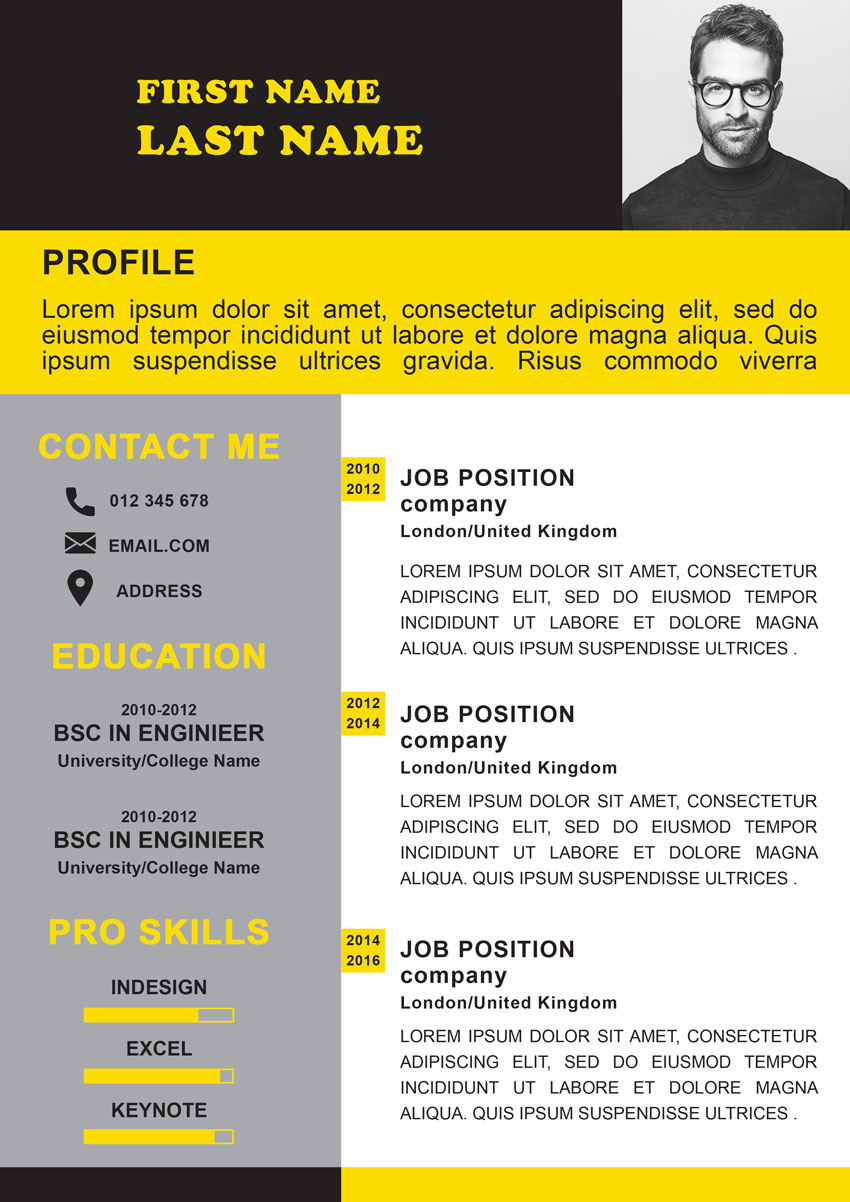 FIRST NAME
LAST NAME
PROFILE
Lorem ipsum dolor sit amet, consectetur adipiscing elit, sed do
eiusmod tempor incididunt ut labore et dolore magna aliqua. Quis
ipsum suspendisse ultrices gravida. Risus commodo viverra
CONTACT ME
012 345 678
EMAIL.COM
ADDRESS
EDUCATION
2010-2012
BSC IN ENGINIEER
University/College Name
2010-2012
BSC IN ENGINIEER
University/College Name
PRO SKILLS
INDESIGN
EXCEL
KEYNOTE
2010
2012
JOB POSITION
company
London/United Kingdom
LOREM IPSUM DOLOR SIT AMET, CONSECTETUR
ADIPISCING ELIT, SED DO EIUSMOD TEMPOR
INCIDIDUNT UT LABORE ET DOLORE MAGNA
ALIQUA. QUIS IPSUM SUSPENDISSE ULTRICES .
2012
2014
JOB POSITION
company
London/United Kingdom
LOREM IPSUM DOLOR SIT AMET, CONSECTETUR
ADIPISCING ELIT, SED DO EIUSMOD TEMPOR
INCIDIDUNT UT LABORE ET DOLORE MAGNA
ALIQUA. QUIS IPSUM SUSPENDISSE ULTRICES .
2014
2016
JOB POSITION
company
London/United Kingdom
LOREM IPSUM DOLOR SIT AMET, CONSECTETUR
ADIPISCING ELIT, SED DO EIUSMOD TEMPOR
INCIDIDUNT UT LABORE ET DOLORE MAGNA
ALIQUA. QUIS IPSUM SUSPENDISSE ULTRICES .